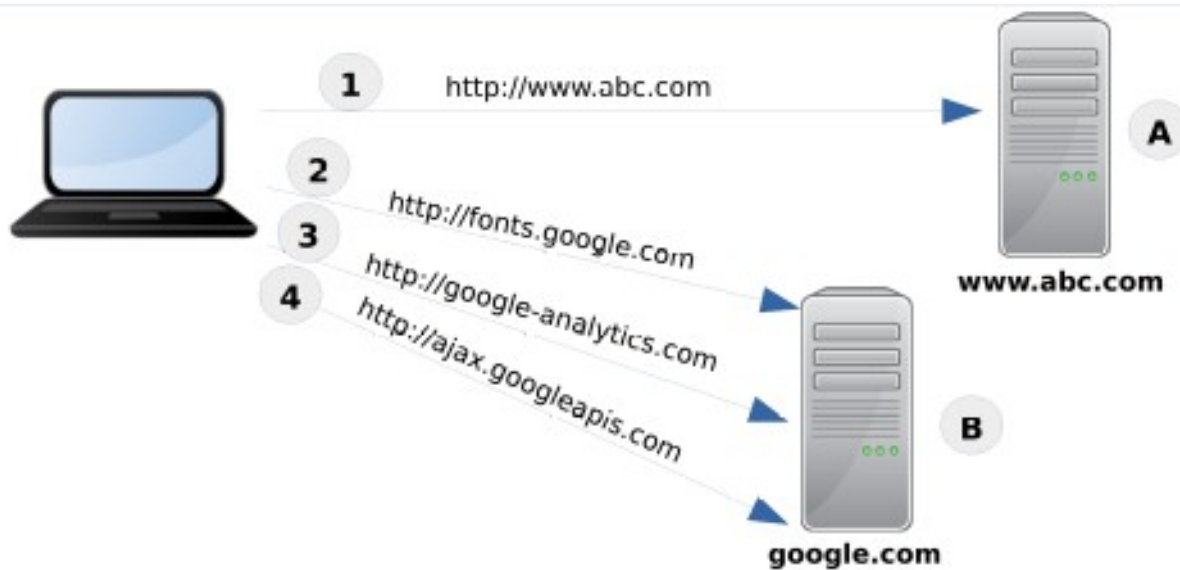 1
http://www.abc.com
A
2
http://fonts.google.com
www.abc.com
3
http://google-analytics.com
4
http://ajax.googleapis.com
B
google.com